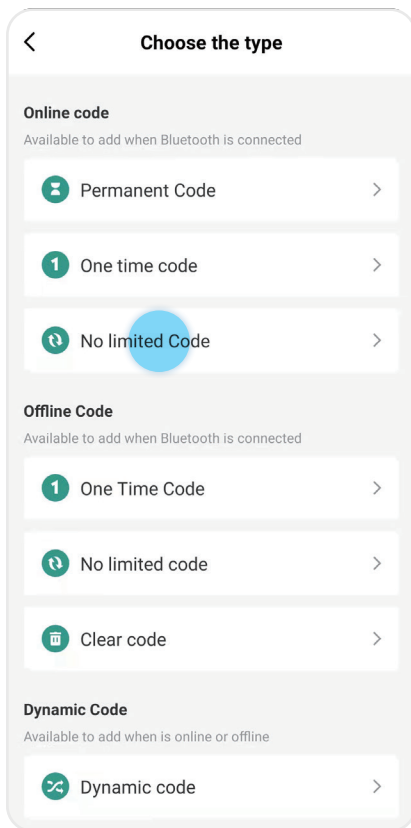 Choose the type
Online code
Available to add when Bluetooth is connected
Permanent Code
1 One time code
No limited Code
Offline Code
Available to add when Bluetooth is connected
1 One Time Code
No limited code
Clear code
Dynamic Code
Available to add when is online or offline
Dynamic code